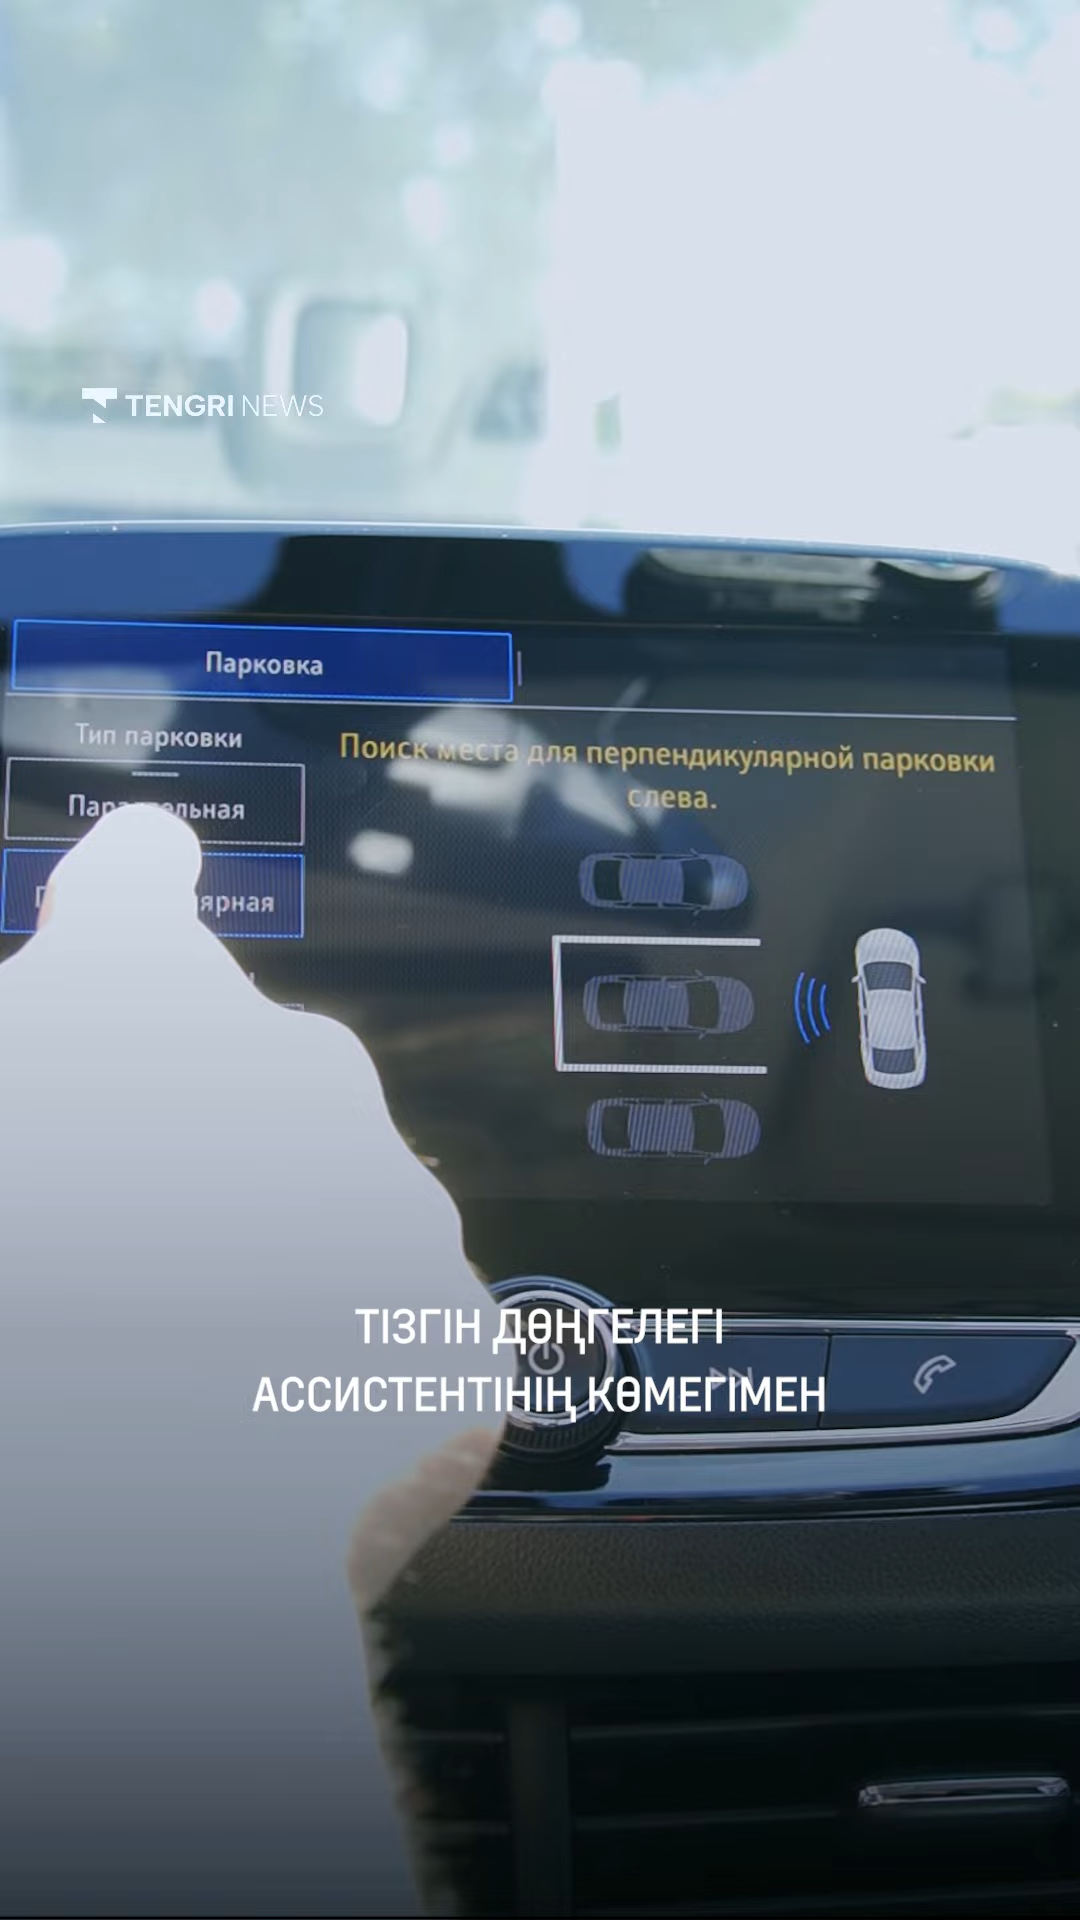 TENGRI NEWS
Парковка
Тип парковки
Поиск места для перпендикулярной парковки
слева.
ТІЗГІН ДӨҢГЕЛЕГІ
АССИСТЕНТІНІҢ КӨМЕГІМЕН